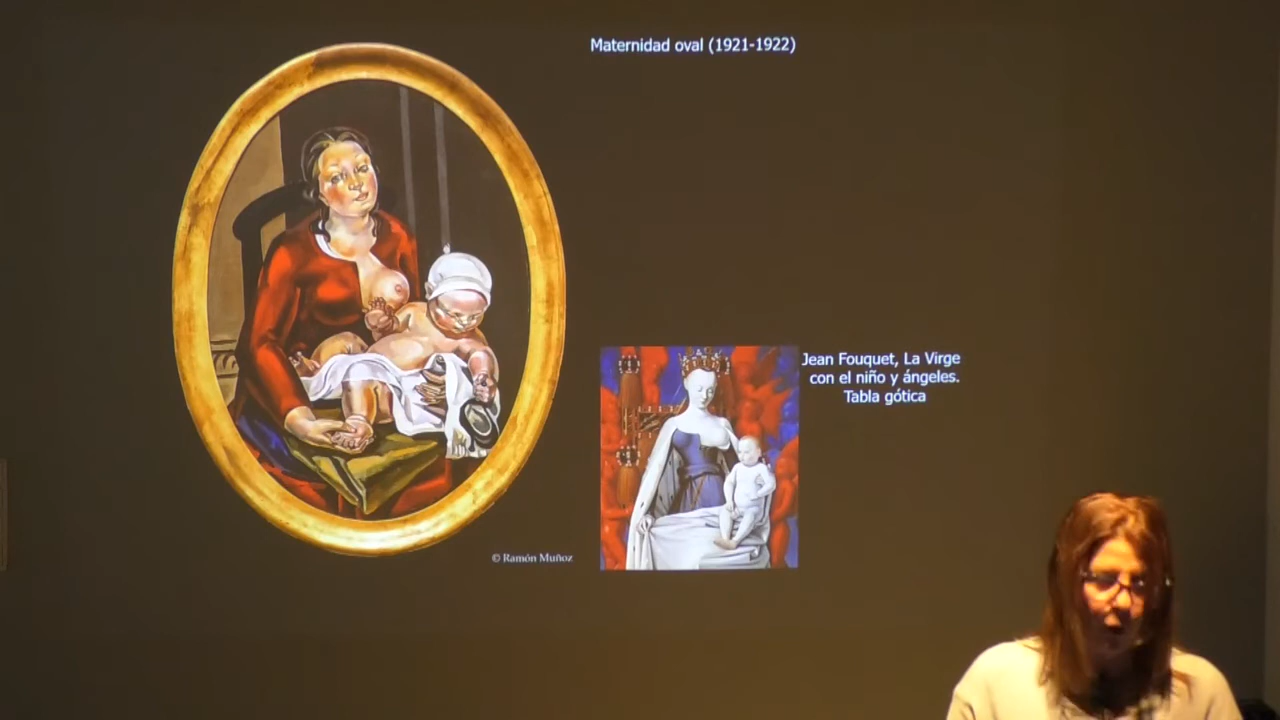 Maternidad oval (1921-1922)
Jean Fouquet, La Virge
con el niño y ángeles.
Tabla gótica
© Ramón Muñoz